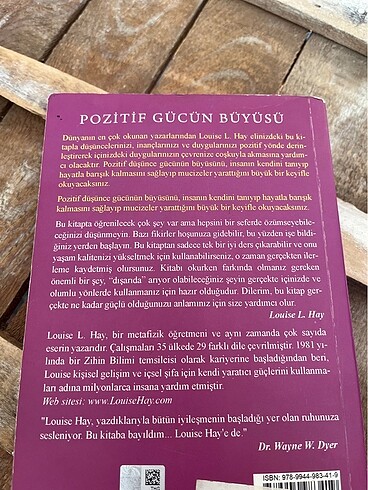 POZİTİF GÜCÜN BÜYÜSÜ
Dünyanın en çok okunan yazarlarından Louise L. Hay elinizdeki bu ki-
tapla düşüncelerinizi, inançlarınızı ve duygularınızı pozitif yönde derin-
leştirerek içinizdeki duygularınızın çevrenize coşkuyla akmasına yardım-
cı olacaktır. Pozitif düşünce gücünün büyüsünü, insanın kendini tanıyıp
hayatla barışık kalmasını sağlayıp mucizeler yarattığını büyük bir keyifle
okuyacaksınız.
Pozitif düşünce gücünün büyüsünü, insanın kendini tanıyıp hayatla barışık
kalmasını sağlayıp mucizeler yarattığını büyük bir keyifle okuyacaksınız.
Bu kitapta öğrenilecek çok şey var ama hepsini bir seferde özümseyebile-
ceğinizi düşünmeyin. Bazı fikirler hoşunuza gidebilir, bu yüzden işe bildi-
ğiniz yerden başlayın. Bu kitaptan sadece tek bir iyi ders çıkarabilir ve onu
yaşam kalitenizi yükseltmek için kullanabilirseniz, o zaman gerçekten iler-
leme kaydetmiş olursunuz. Kitabı okurken farkında olmanız gereken
önemli bir şey, "dışarıda" arıyor olabileceğiniz şeyin gerçekte içinizde ve
olumlu yönlerde kullanmanız için hazır olduğudur. Dilerim, bu kitap ger-
çekte ne kadar güçlü olduğunuzu anlamınız için size yardımcı olur.
Louise L. Hay
Louise L. Hay, bir metafizik öğretmeni ve aynı zamanda çok sayıda
eserin yazarıdır. Çalışmaları 35 ülkede 29 farklı dile çevrilmiştir. 1981 yı-
lında bir Zihin Bilimi temsilcisi olarak kariyerine başladığından beri,
Louise kişisel gelişim ve içsel şifa için kendi yaratıcı güçlerini kullanma-
ları adına milyonlarca insana yardım etmiştir.
Web sitesi: www.LouiseHay.com
"Louise Hay, yazdıklarıyla bütün iyileşmenin başladığı yer olan ruhunuza
sesleniyor. Bu kitaba bayıldım... Louise Hay'e de."
Dr. Wayne W. Dyer
ISBN: 978-9944-983-41-9